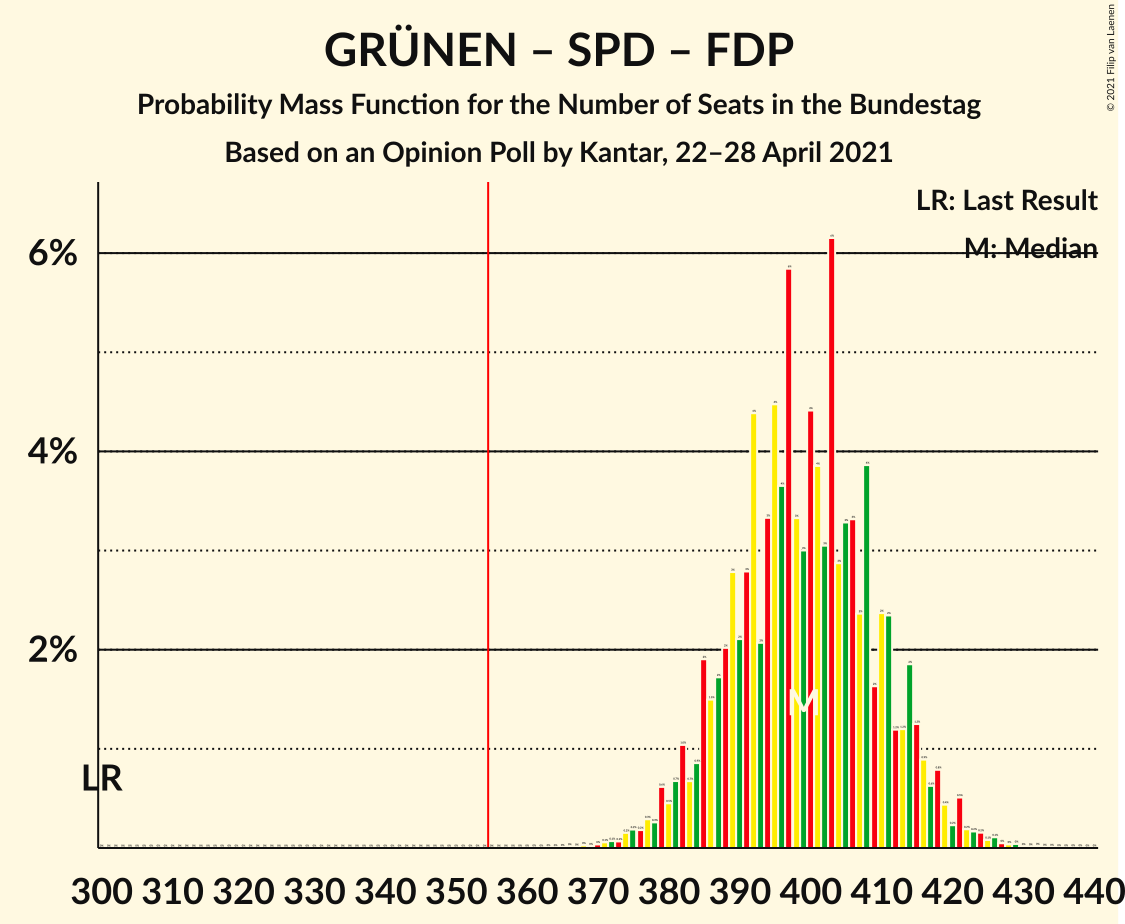 GRÜNEN – SPD – FDP
Probability Mass Function for the Number of Seats in the Bundestag
Based on an Opinion Poll by Kantar, 22–28 April 2021
© 2021 Filip van Laenen
LR: Last Result
M: Median
6%
4%
2%
M
LR
300 310 320 330 340 350 360 370 380 390 400 410 420 430 440